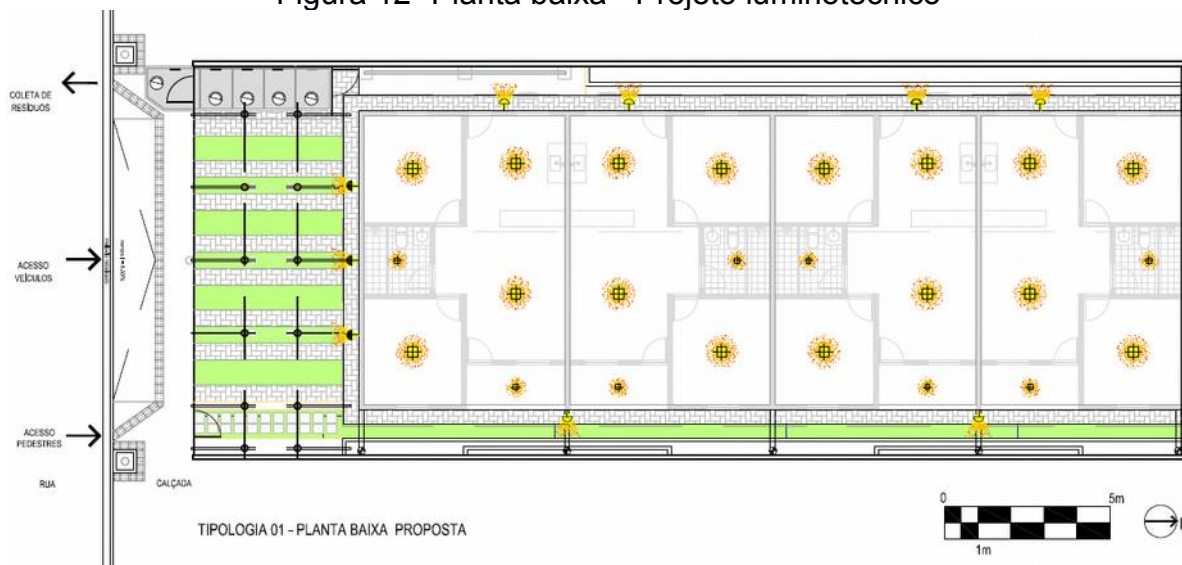 Figura 12- Planta baixa - Projeto luminotécnico
COLETA DE
RESÍDUOS
ACESSO
VEÍCULOS
ACESSO
PEDESTRES
RUA
CALÇADA
TIPOLOGIA 01 - PLANTA BAIXA PROPOSTA
0
5m
1m